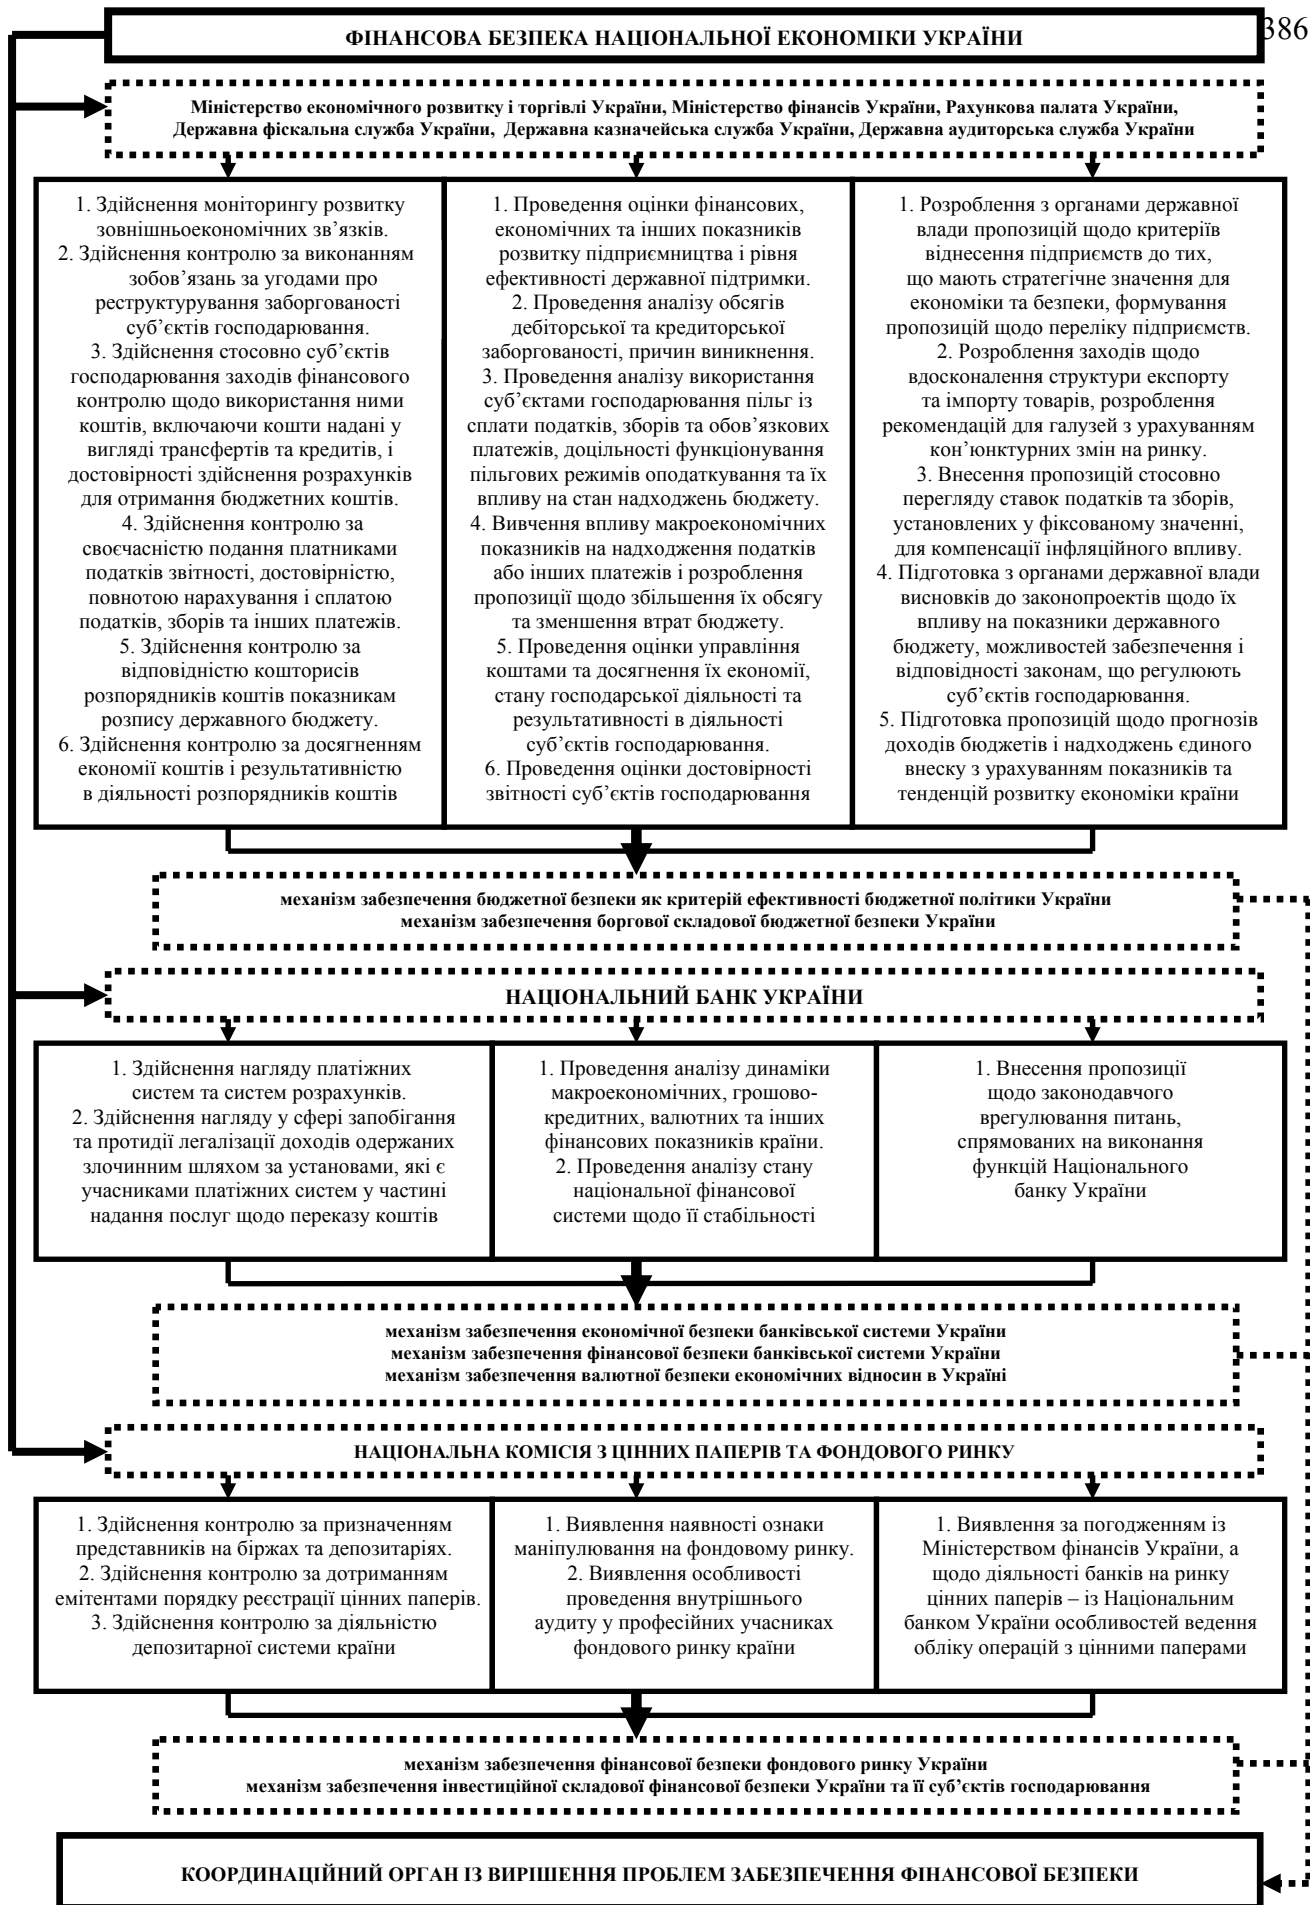 386
ФІНАНСОВА БЕЗПЕКА НАЦІОНАЛЬНОЇ ЕКОНОМІКИ УКРАЇНИ
Міністерство економічного розвитку і торгівлі України, Міністерство фінансів України, Рахункова палата України,
Державна фіскальна служба України, Державна казначейська служба України, Державна аудиторська служба України
1. Здійснення моніторингу розвитку
зовнішньоекономічних зв’язків.
2. Здійснення контролю за виконанням
зобов’язань за угодами про
реструктурування заборгованості
суб’єктів господарювання.
3. Здійснення стосовно суб’єктів
господарювання заходів фінансового
контролю щодо використання ними
коштів, включаючи кошти надані у
вигляді трансфертів та кредитів, і
достовірності здійснення розрахунків
для отримання бюджетних коштів.
4. Здійснення контролю за
своєчасністю подання платниками
податків звітності, достовірністю,
повнотою нарахування і сплатою
податків, зборів та інших платежів.
5. Здійснення контролю за
відповідністю кошторисів
розпорядників коштів показникам
розпису державного бюджету.
6. Здійснення контролю за досягненням
економії коштів і результативністю
в діяльності розпорядників коштів
1. Проведення оцінки фінансових,
економічних та інших показників
розвитку підприємництва і рівня
ефективності державної підтримки.
2. Проведення аналізу обсягів
дебіторської та кредиторської
заборгованості, причин виникнення.
3. Проведення аналізу використання
суб’єктами господарювання пільг із
сплати податків, зборів та обов’язкових
платежів, доцільності функціонування
пільгових режимів оподаткування та їх
впливу на стан надходжень бюджету.
4. Вивчення впливу макроекономічних
показників на надходження податків
або інших платежів і розроблення
пропозиції щодо збільшення їх обсягу
та зменшення втрат бюджету.
5. Проведення оцінки управління
коштами та досягнення їх економії,
стану господарської діяльності та
результативності в діяльності
суб’єктів господарювання.
6. Проведення оцінки достовірності
звітності суб’єктів господарювання
1. Розроблення з органами державної
влади пропозицій щодо критеріїв
віднесення підприємств до тих,
що мають стратегічне значення для
економіки та безпеки, формування
пропозицій щодо переліку підприємств.
2. Розроблення заходів щодо
вдосконалення структури експорту
та імпорту товарів, розроблення
рекомендацій для галузей з урахуванням
кон’юнктурних змін на ринку.
3. Внесення пропозицій стосовно
перегляду ставок податків та зборів,
установлених у фіксованому значенні,
для компенсації інфляційного впливу.
4. Підготовка з органами державної влади
висновків до законопроектів щодо їх
впливу на показники державного
бюджету, можливостей забезпечення і
відповідності законам, що регулюють
суб’єктів господарювання.
5. Підготовка пропозицій щодо прогнозів
доходів бюджетів і надходжень єдиного
внеску з урахуванням показників та
тенденцій розвитку економіки країни
механізм забезпечення бюджетної безпеки як критерій ефективності бюджетної політики України
механізм забезпечення боргової складової бюджетної безпеки України
НАЦІОНАЛЬНИЙ БАНК УКРАЇНИ
1. Здійснення нагляду платіжних
систем та систем розрахунків.
2. Здійснення нагляду у сфері запобігання
та протидії легалізації доходів одержаних
злочинним шляхом за установами, які є
учасниками платіжних систем у частині
надання послуг щодо переказу коштів
1. Проведення аналізу динаміки
макроекономічних, грошово-
кредитних, валютних та інших
фінансових показників країни.
2. Проведення аналізу стану
національної фінансової
системи щодо її стабільності
1. Внесення пропозиції
щодо законодавчого
врегулювання питань,
спрямованих на виконання
функцій Національного
банку України
механізм забезпечення економічної безпеки банківської системи України
механізм забезпечення фінансової безпеки банківської системи України
механізм забезпечення валютної безпеки економічних відносин в Україні
НАЦІОНАЛЬНА КОМІСІЯ З ЦІННИХ ПАПЕРІВ ТА ФОНДОВОГО РИНКУ
1. Здійснення контролю за призначенням
представників на біржах та депозитаріях.
2. Здійснення контролю за дотриманням
емітентами порядку реєстрації цінних паперів.
3. Здійснення контролю за діяльністю
депозитарної системи країни
1. Виявлення наявності ознаки
маніпулювання на фондовому ринку.
2. Виявлення особливості
проведення внутрішнього
аудиту у професійних учасниках
фондового ринку країни
1. Виявлення за погодженням із
Міністерством фінансів України, а
щодо діяльності банків на ринку
цінних паперів – із Національним
банком України особливостей ведення
обліку операцій з цінними паперами
механізм забезпечення фінансової безпеки фондового ринку України
механізм забезпечення інвестиційної складової фінансової безпеки України та її суб’єктів господарювання
КООРДИНАЦІЙНИЙ ОРГАН ІЗ ВИРІШЕННЯ ПРОБЛЕМ ЗАБЕЗПЕЧЕННЯ ФІНАНСОВОЇ БЕЗПЕКИ